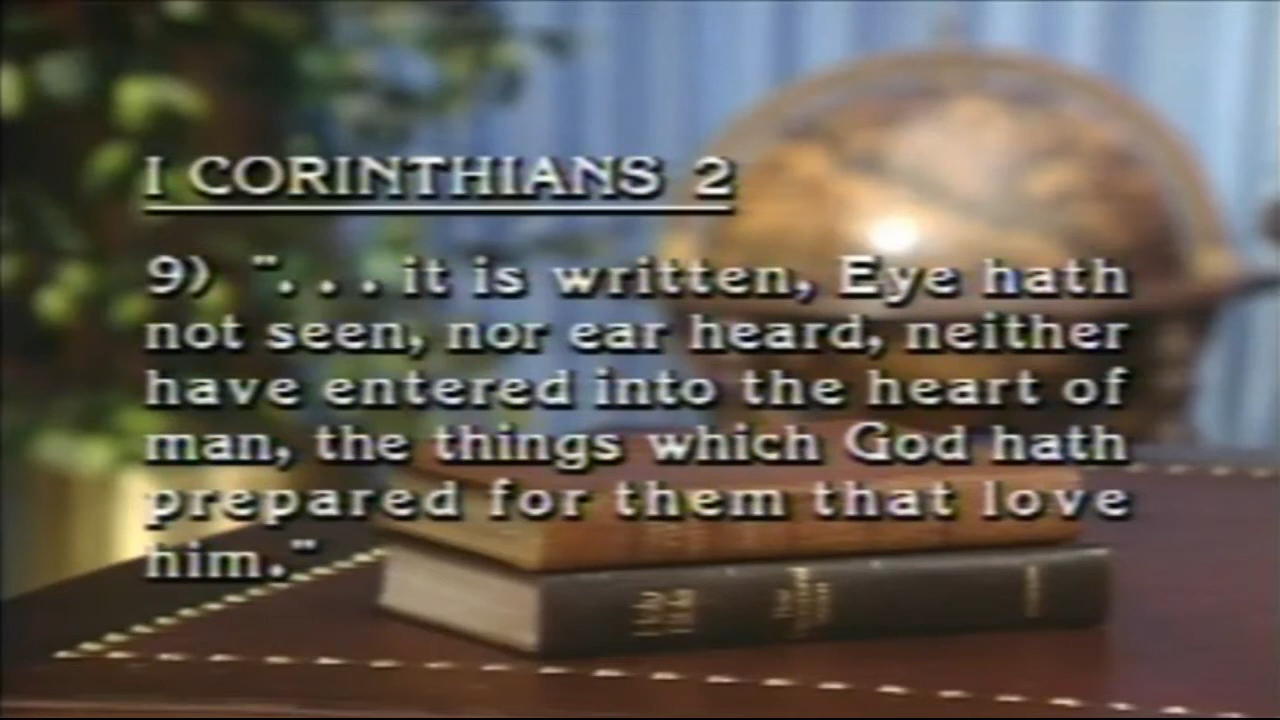 I CORINTHIANS 2
9) ". . . it is written, Eye hath
not seen, nor ear heard, neither
have entered into the heart of
man, the things which God hath
prepared for them that love
him."